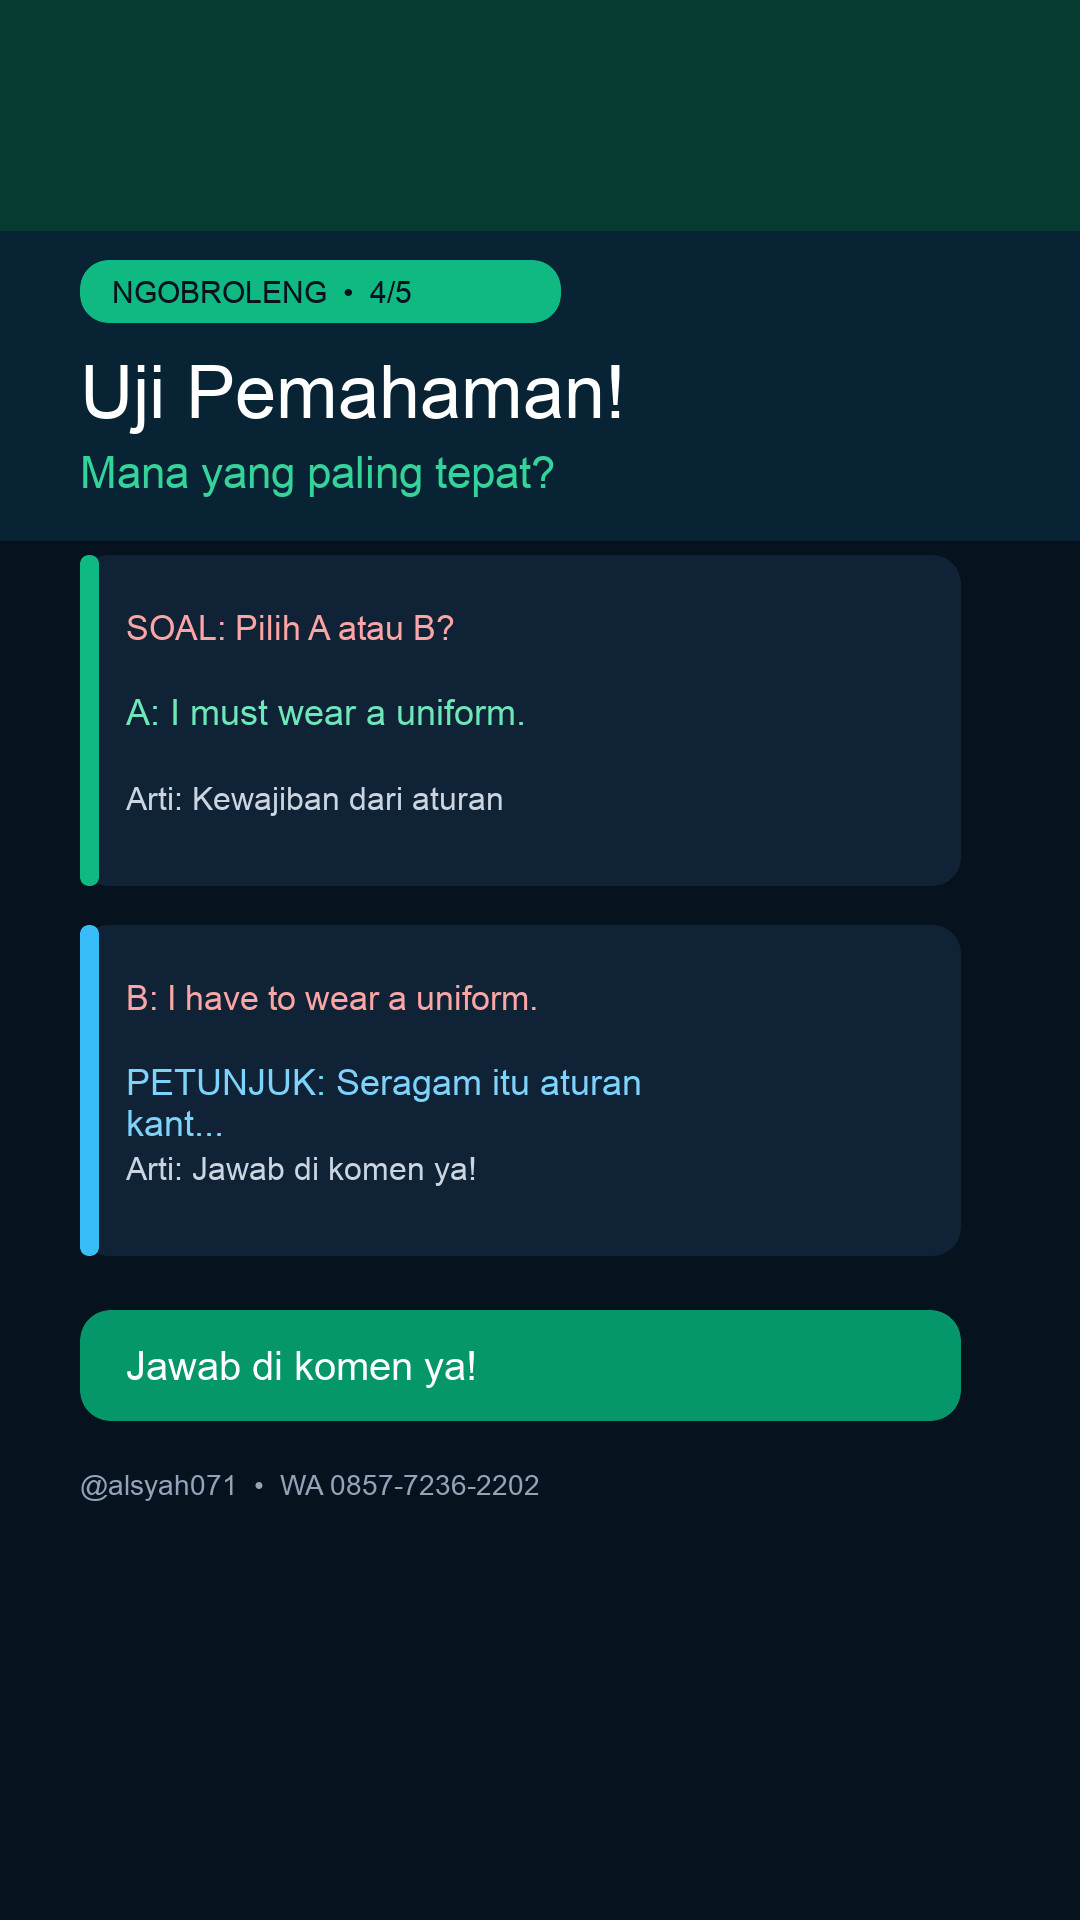 NGOBROLENG • 4/5
Uji Pemahaman!
Mana yang paling tepat?
SOAL: Pilih A atau B?
A: I must wear a uniform.
Arti: Kewajiban dari aturan
B: I have to wear a uniform.
PETUNJUK: Seragam itu aturan
kant...
Arti: Jawab di komen ya!
Jawab di komen ya!
@alsyah071 • WA 0857-7236-2202